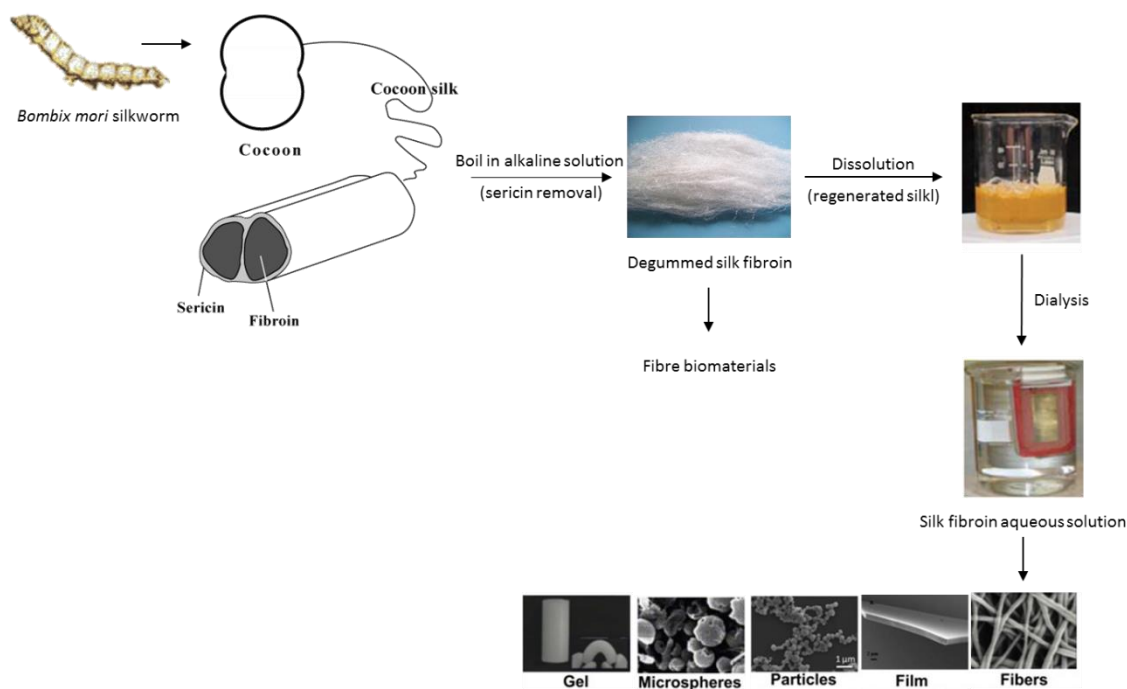 Bombix mori silkworm
Cocoon
Cocoon silk
Sericin
Fibroin
Boil in alkaline solution
(sericin removal)
Degummed silk fibroin
Fibre biomaterials
Dissolution
(regenerated silkl)
Dialysis
Silk fibroin aqueous solution
1 µm
Gel
Microspheres
Particles
Film
Fibers